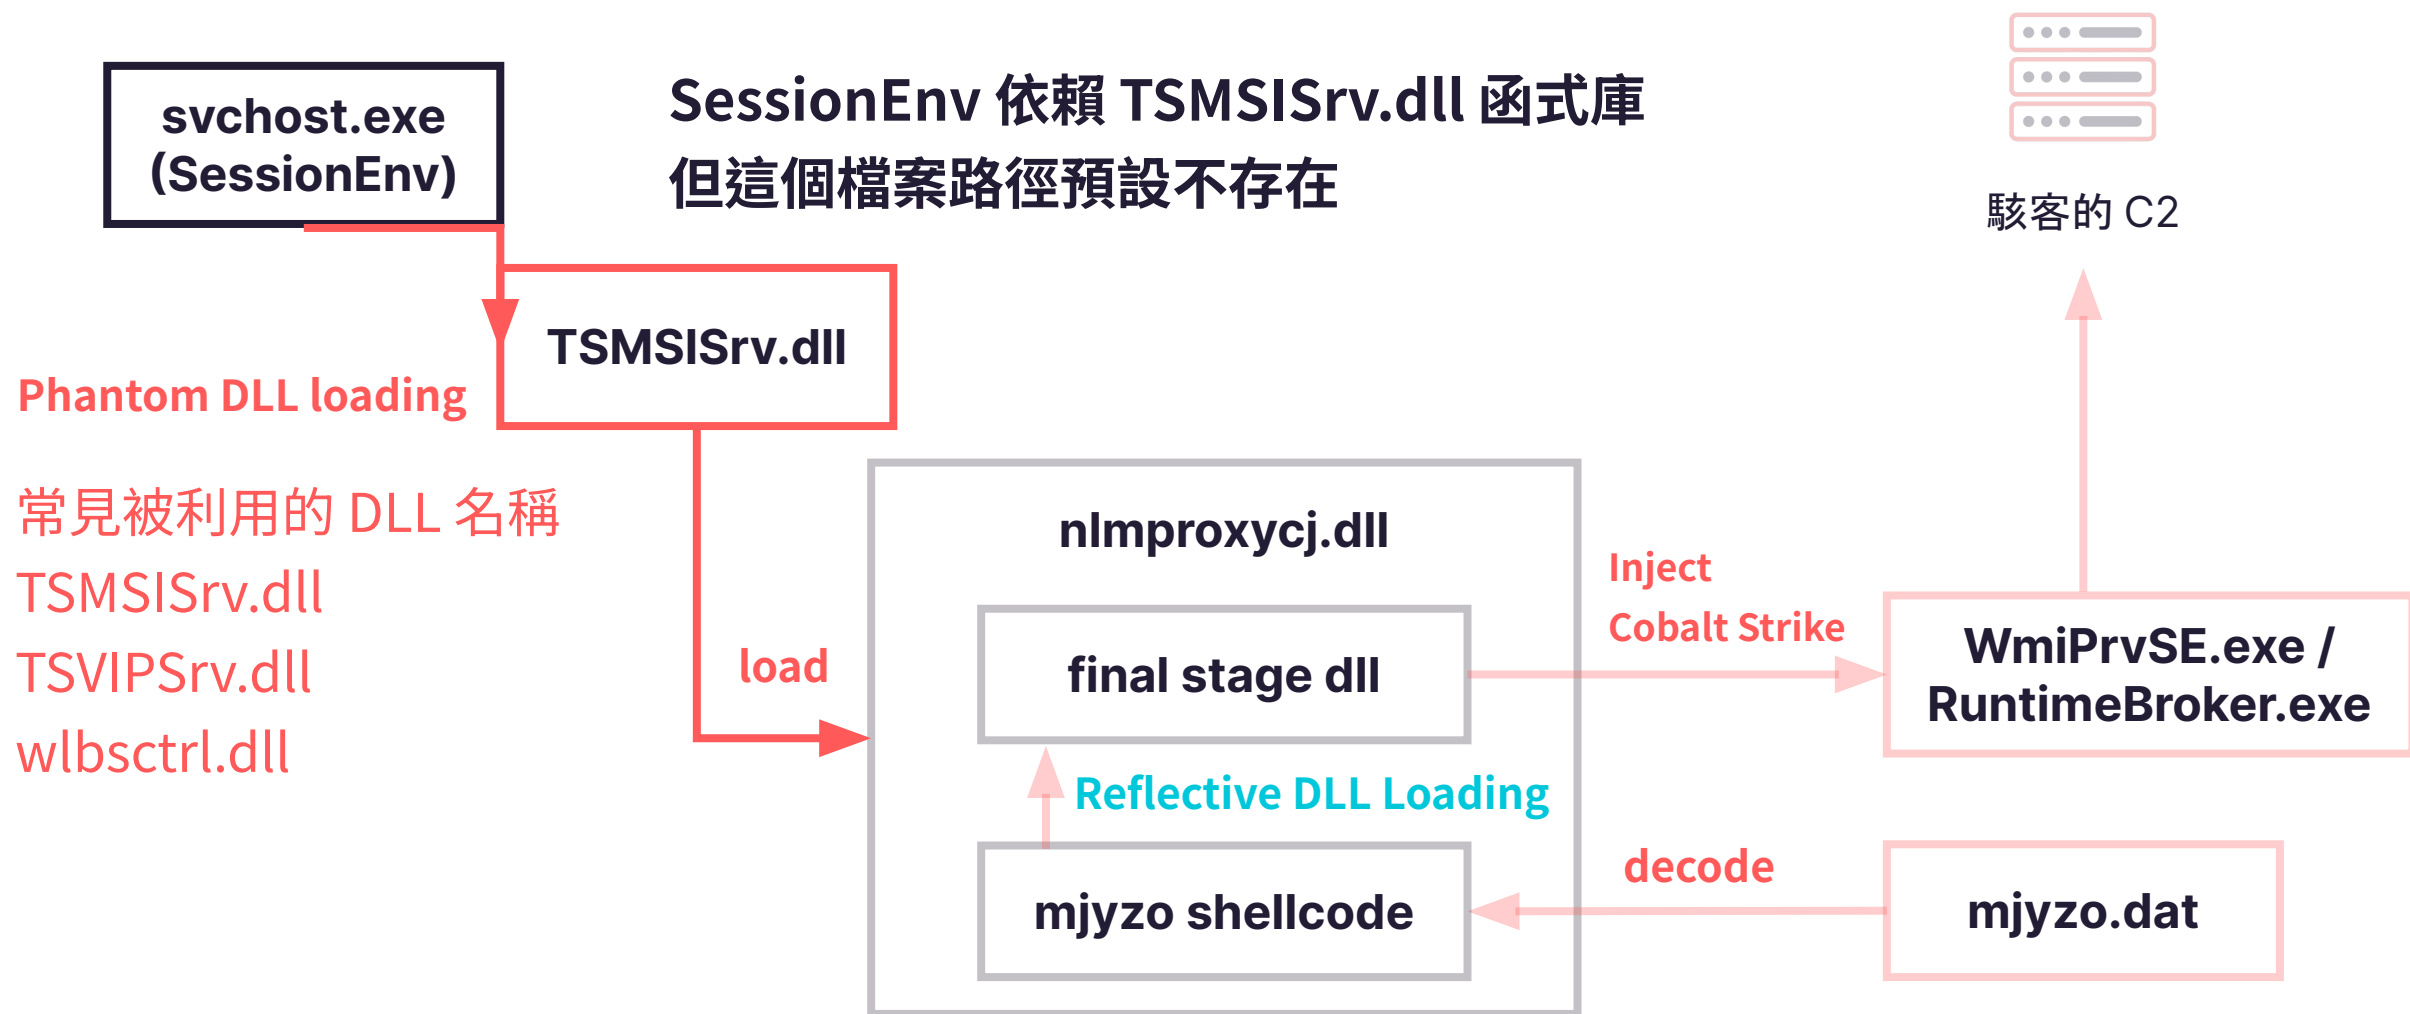 svchost.exe
(SessionEnv)
SessionEnv 依賴 TSMSISrv.dll 函式庫
但這個檔案路徑預設不存在
駭客的 C2
TSMSISrv.dll
Phantom DLL loading
常見被利用的 DLL 名稱
TSMSISrv.dll
TSVIPSrv.dll
wlbsctrl.dll
load
nlmproxycj.dll
final stage dll
Reflective DLL Loading
mjyzo shellcode
Inject
Cobalt Strike
WmiPrvSE.exe /
RuntimeBroker.exe
decode
mjyzo.dat